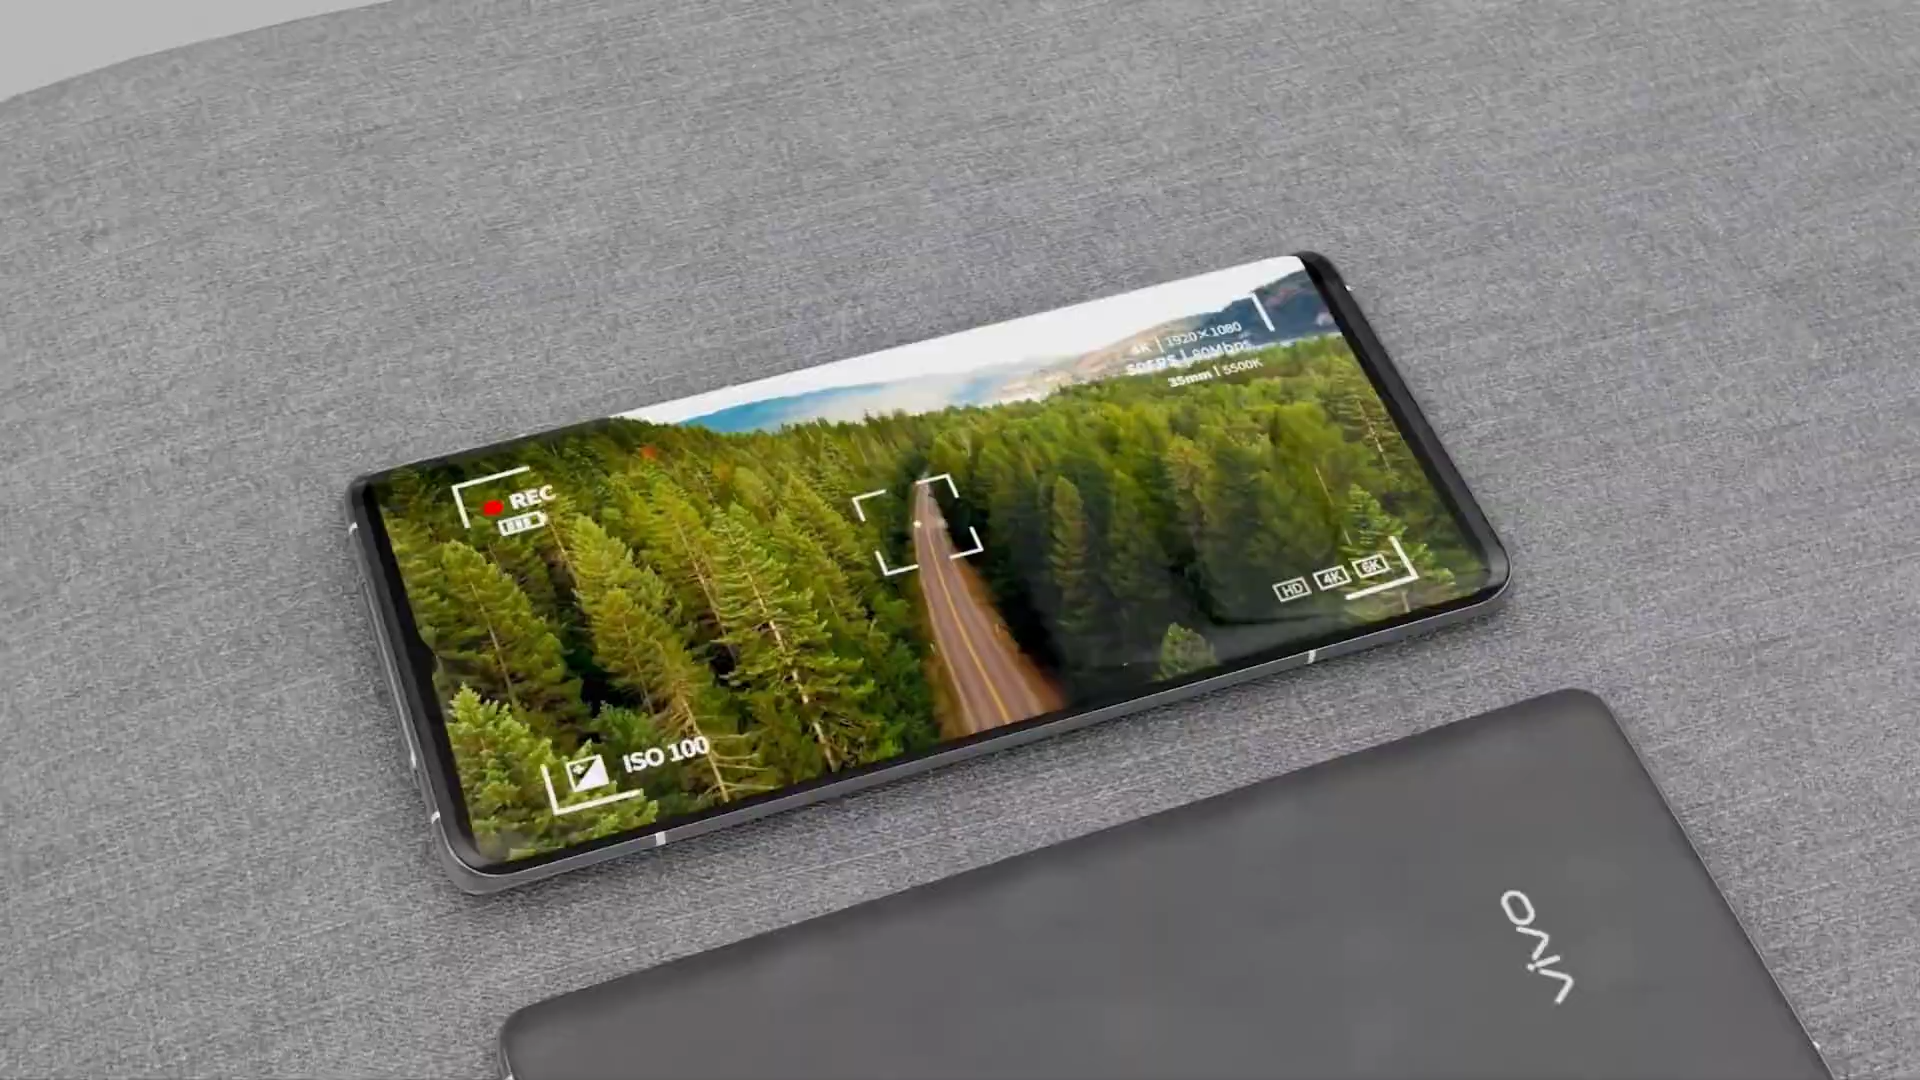 REC
4K | 1920×1080
50FPS | 80Mbps
35mm | 5500K
HD 4K 6K
ISO 100
vivo